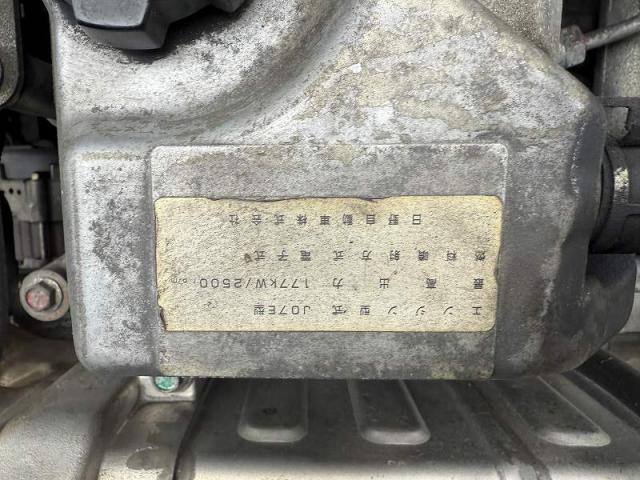 エンジン型式 J07E型
最高出力 177kW/2500
燃料噴射方式 電子式
日野自動車株式会社